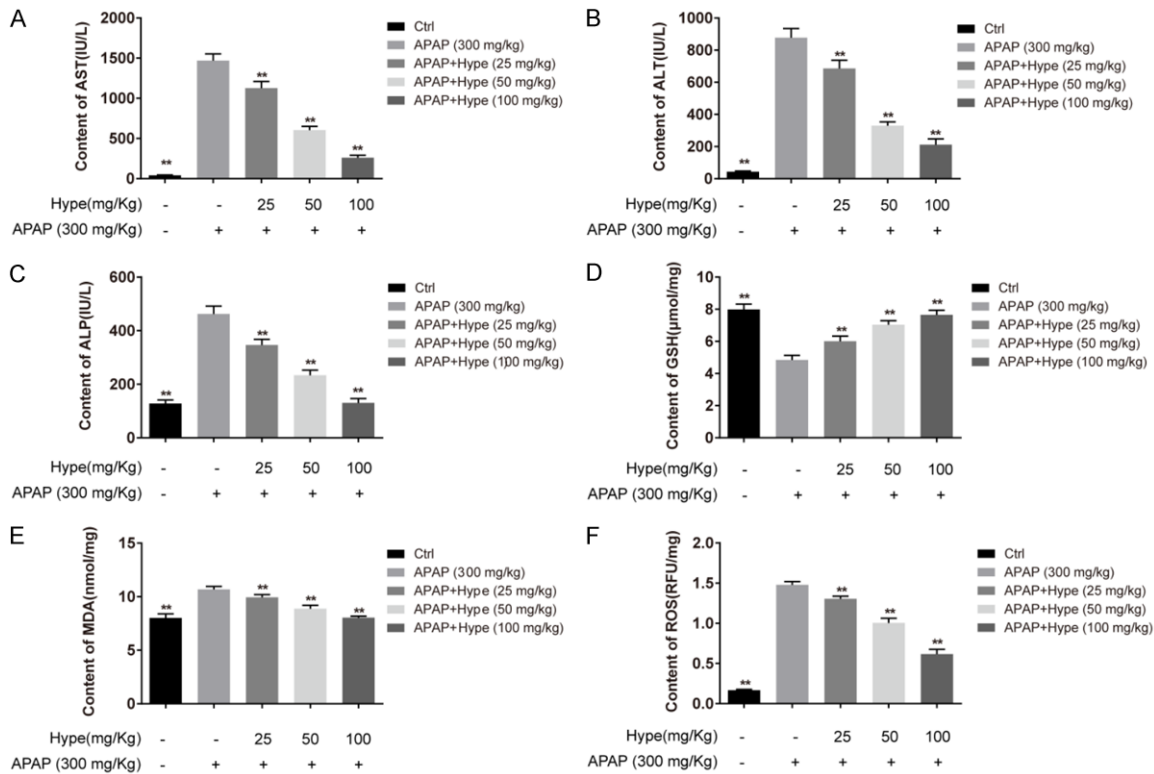 A
Content of AST(IU/L)
2000
1500
1000
500
0
**
**
**
**
Ctrl
APAP (300 mg/kg)
APAP+Hype (25 mg/kg)
APAP+Hype (50 mg/kg)
APAP+Hype (100 mg/kg)
Hype(mg/Kg) - - 25 50 100
APAP (300 mg/kg) - + + + +
B
Content of ALT(IU/L)
1000
800
600
400
200
0
**
**
**
**
Ctrl
APAP (300 mg/kg)
APAP+Hype (25 mg/kg)
APAP+Hype (50 mg/kg)
APAP+Hype (100 mg/kg)
Hype(mg/Kg) - - 25 50 100
APAP (300 mg/kg) - + + + +
C
Content of ALP(IU/L)
600
400
200
0
**
**
**
**
Ctrl
APAP (300 mg/kg)
APAP+Hype (25 mg/kg)
APAP+Hype (50 mg/kg)
APAP+Hype (100 mg/kg)
Hype(mg/Kg) - - 25 50 100
APAP (300 mg/kg) - + + + +
D
Content of GSH(μmol/mg)
10
8
6
4
2
0
**
**
**
**
Ctrl
APAP (300 mg/kg)
APAP+Hype (25 mg/kg)
APAP+Hype (50 mg/kg)
APAP+Hype (100 mg/kg)
Hype(mg/Kg) - - 25 50 100
APAP (300 mg/kg) - + + + +
E
Content of MDA(nmol/mg)
15
10
5
0
**
**
**
**
Ctrl
APAP (300 mg/kg)
APAP+Hype (25 mg/kg)
APAP+Hype (50 mg/kg)
APAP+Hype (100 mg/kg)
Hype(mg/Kg) - - 25 50 100
APAP (300 mg/kg) - + + + +
F
Content of ROS(RFU/mg)
2.0
1.5
1.0
0.5
0.0
**
**
**
**
Ctrl
APAP (300 mg/kg)
APAP+Hype (25 mg/kg)
APAP+Hype (50 mg/kg)
APAP+Hype (100 mg/kg)
Hype(mg/Kg) - - 25 50 100
APAP (300 mg/kg) - + + + +